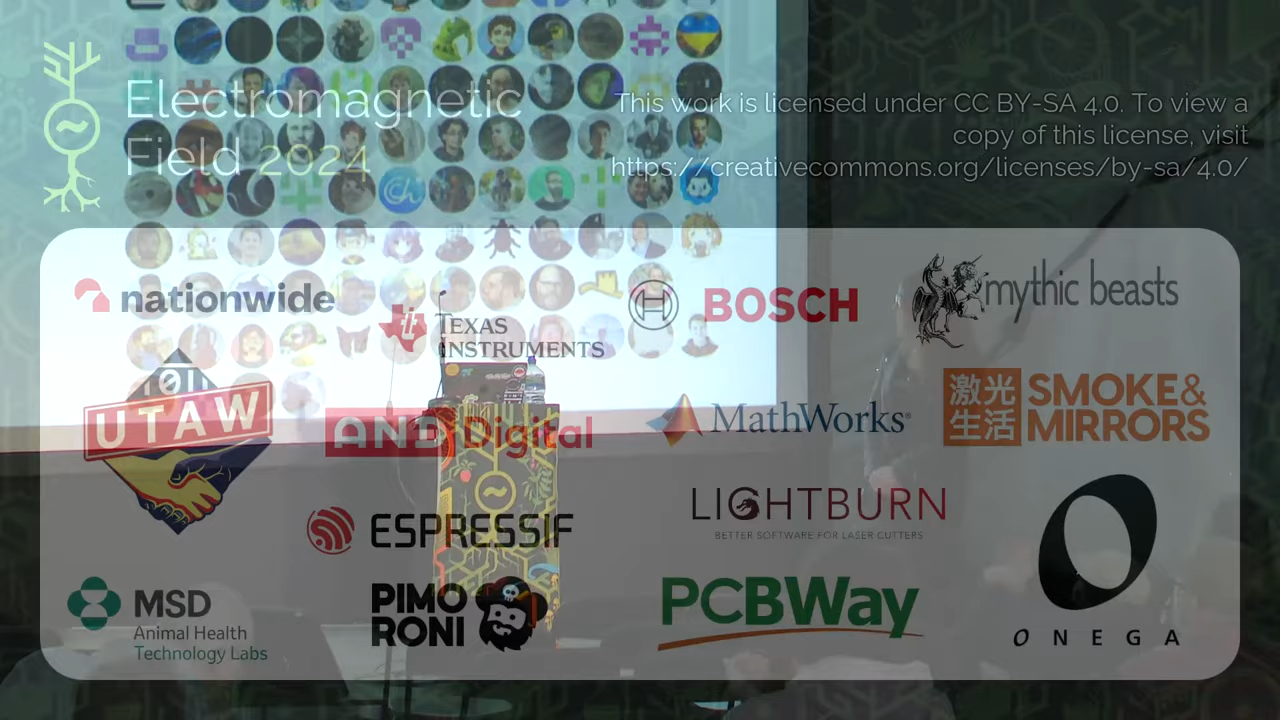 Electromagnetic
Field 2024
This work is licensed under CC BY-SA 4.0. To view a
copy of this license, visit
https://creativecommons.org/licenses/by-sa/4.0/
nationwide
TEXAS
INSTRUMENTS
BOSCH
mythic beasts
1011
UTAW
AND Digital
MathWorks®
激光
生活
SMOKE&
MIRRORS
ESPRESSIF
LIGHTBURN
BETTER SOFTWARE FOR LASER CUTTERS
MSD
Animal Health
Technology Labs
PIMO
RONI
PCBWay
ONEGA